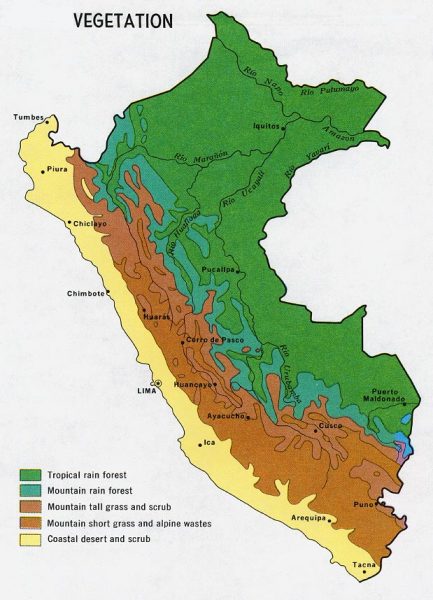 VEGETATION
Tumbes
Piura
Chiclayo
Chimbote
Huarás
Cerro de Pasco
LIMA
Huancayo
Ayacucho
Ica
Cusco
Arequipa
Puno
Tacna
Puerto
Maldonado
Pucallpa
Iquitos
Río Napo
Río Putumayo
Amazon
Río Yavarí
Río Marañón
Río Ucayali
Río Huallaga
Río Urubamba
Tropical rain forest
Mountain rain forest
Mountain tall grass and scrub
Mountain short grass and alpine wastes
Coastal desert and scrub